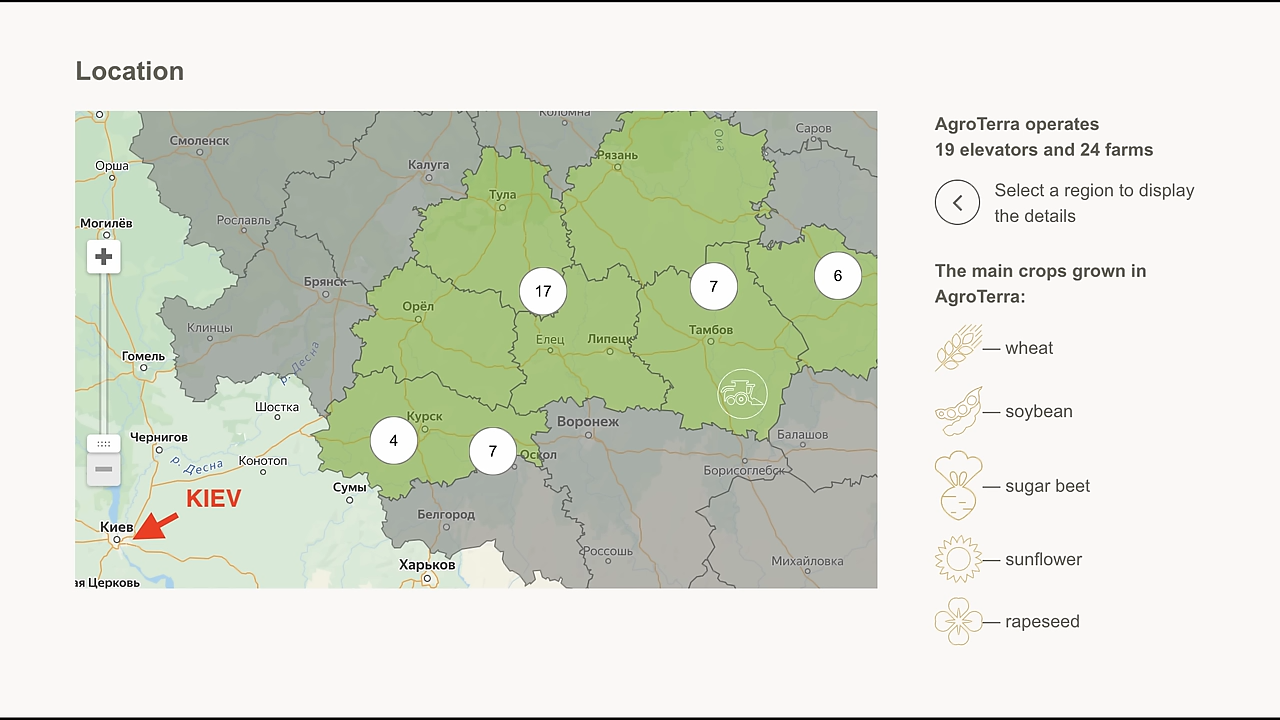 Location
Коломна
Смоленск
Саров
Ока
Рязань
Орша
Калуга
Тула
Рославль
Могилёв
6
Брянск
17
7
Орёл
Клинцы
Тамбов
Елец
Липецк
Гомель
р. Десна
Шостка
Курск
Воронеж
4
7
Балашов
Чернигов
Оскол
Конотоп
р. Десна
Борисоглебск
Сумы
KIEV
Белгород
Киев
Россошь
Харьков
Михайловка
ая Церковь
AgroTerra operates
19 elevators and 24 farms
Select a region to display
the details
The main crops grown in
AgroTerra:
— wheat
— soybean
— sugar beet
— sunflower
— rapeseed